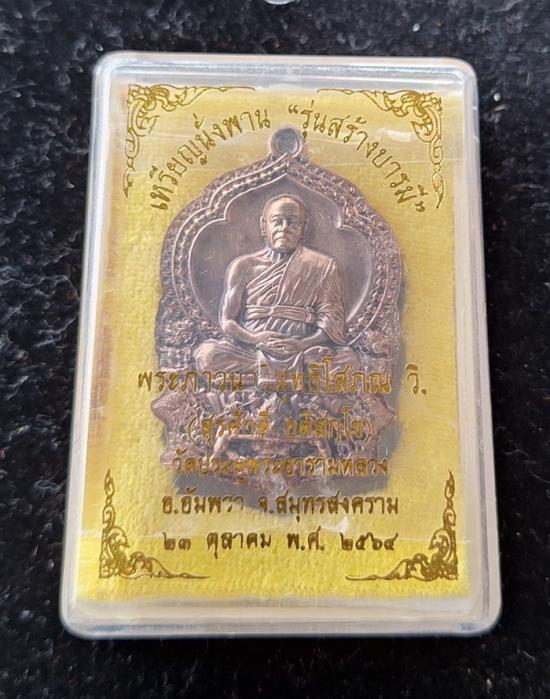 เหรียญนั่งพาน "รุ่นสร้างบารมี"
พระภาวนาวิสุทธิโสภณ วิ.
(สุรศักดิ์ อติสกฺโข)
วัดประดู่พระอารามหลวง
อ.อัมพวา จ.สมุทรสงคราม
๒๓ ตุลาคม พ.ศ. ๒๕๖๔